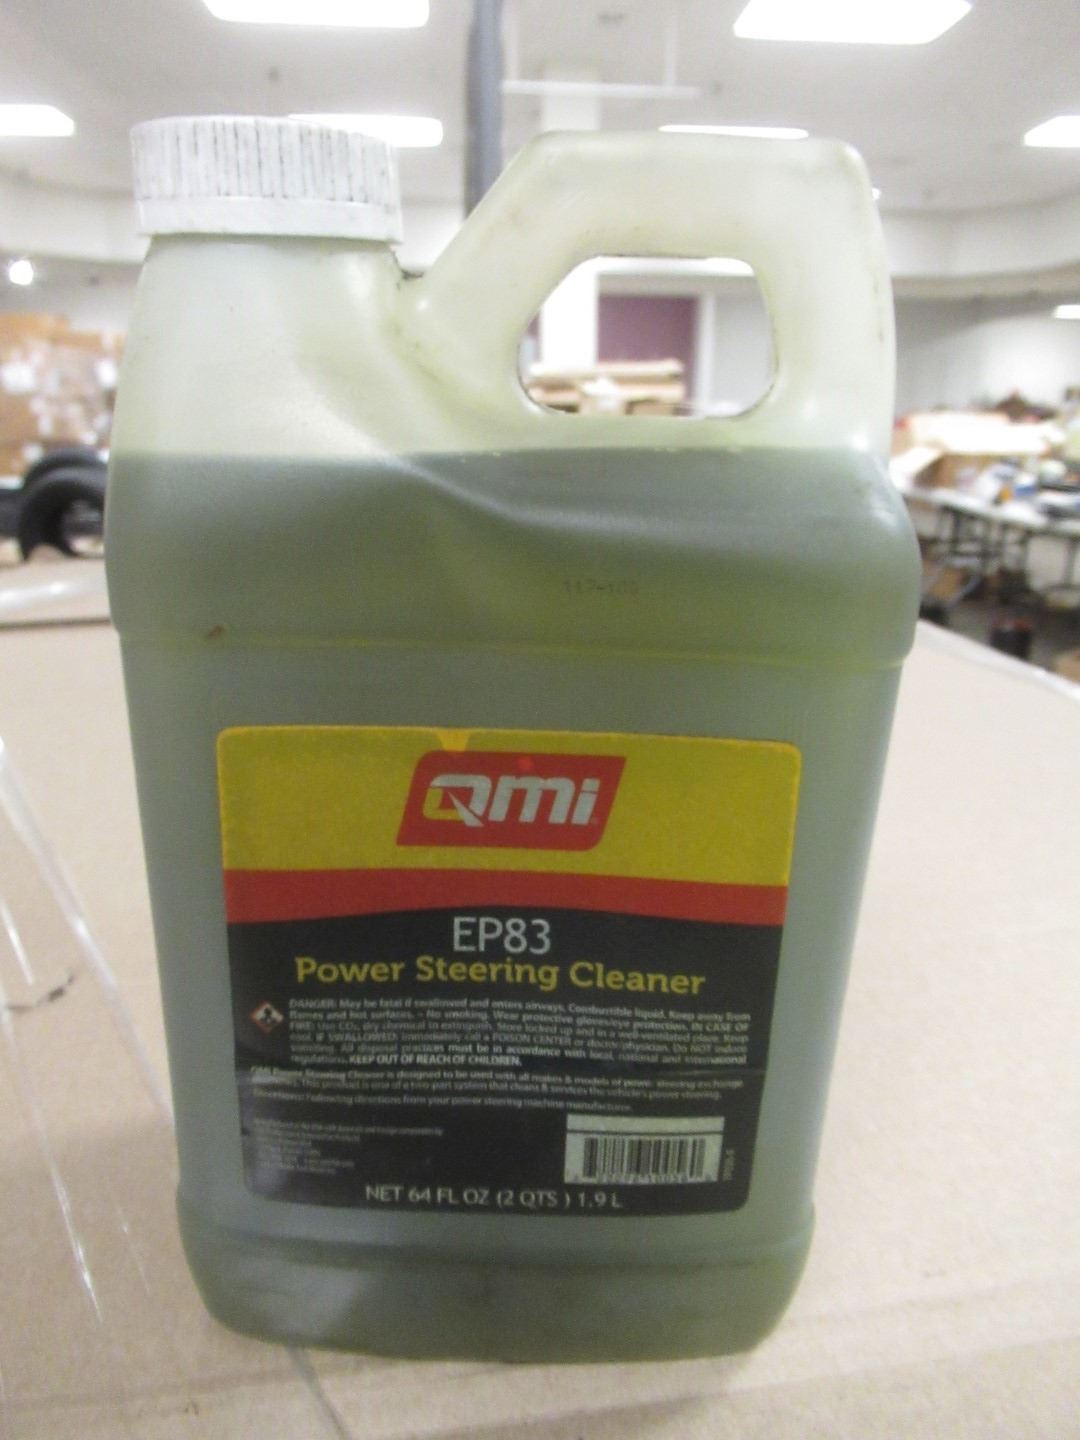 117-100
Qmi
EP83
Power Steering Cleaner
DANGER: May be fatal if swallowed and enters airways. Combustible liquid. Keep away from
flames and hot surfaces. – No smoking. Wear protective gloves/eye protection. IN CASE OF
FIRE: Use CO₂, dry chemical to extinguish. Store locked up and in a well-ventilated place. Keep
cool. IF SWALLOWED: Immediately call a POISON CENTER or doctor/physician. Do NOT induce
vomiting. All disposal practices must be in accordance with local, national and international
regulations. KEEP OUT OF REACH OF CHILDREN.
QMI Power Steering Cleaner is designed to be used with all makes & models of power steering exchange
machines. This product is one of a two-part system that cleans & services the vehicle's power steering.
Directions: Following directions from your power steering machine manufacturer.
NET 64 FL OZ (2 QTS ) 1.9 L